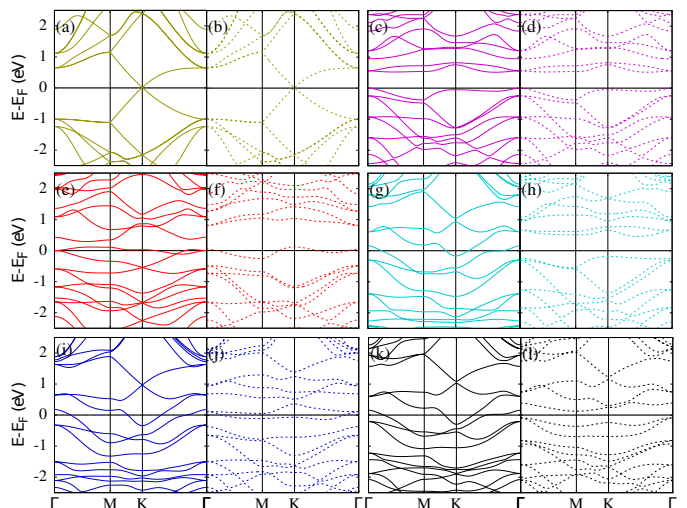 (a) (b) (c) (d)
E-E_F (eV)
2
1
0
-1
-2
(e) (f) (g) (h)
E-E_F (eV)
2
1
0
-1
-2
(i) (j) (k) (l)
E-E_F (eV)
2
1
0
-1
-2
Γ M K Γ M K Γ Γ M K Γ M K Γ